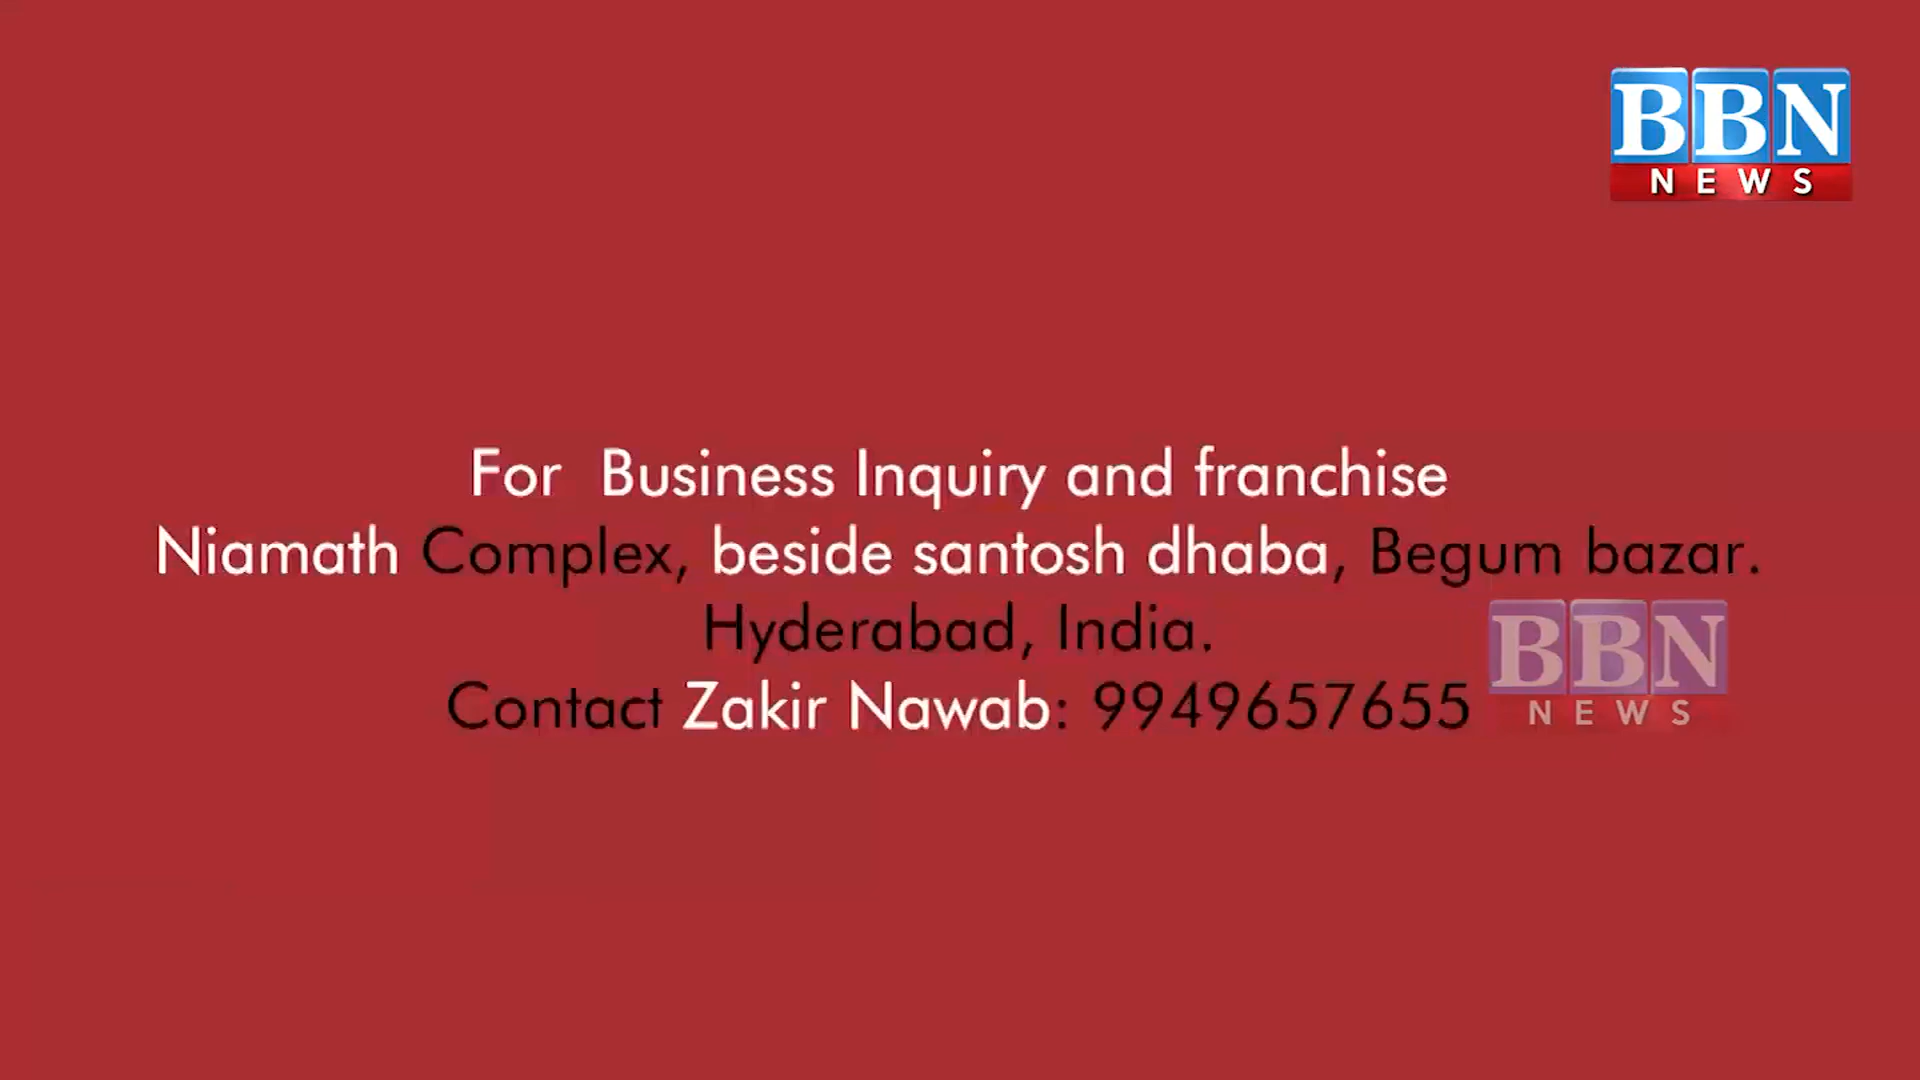 BBN
NEWS
For Business Inquiry and franchise
Niamath Complex, beside santosh dhaba, Begum bazar.
Hyderabad, India.
Contact Zakir Nawab: 9949657655
BBN
NEWS